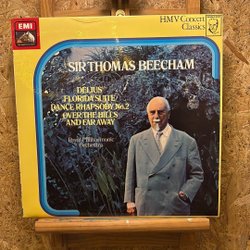 EMI
HMV Concert
Classics
SIR THOMAS BEECHAM
DELIUS
FLORIDA SUITE
DANCE RHAPSODY No.2
OVER THE HILLS
AND FAR AWAY
Royal Philharmonic
Orchestra